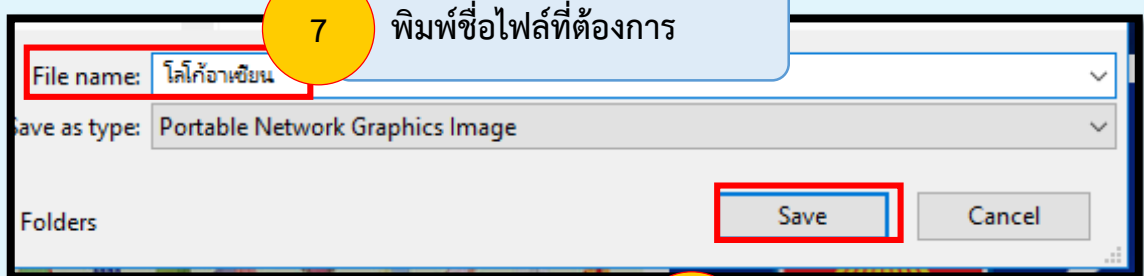 7 พิมพ์ชื่อไฟล์ที่ต้องการ
File name: โลโก้อาเซียน
Save as type: Portable Network Graphics Image
Folders Save Cancel